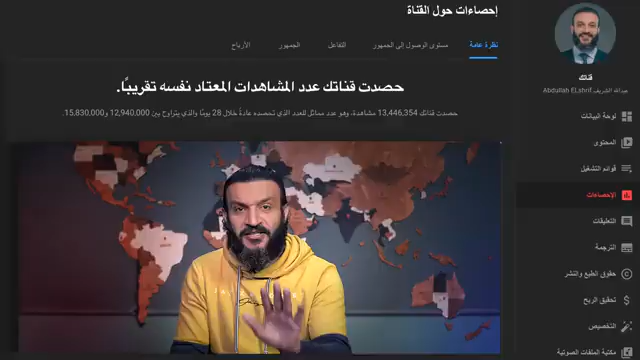 إحصاءات حول القناة
نظرة عامة
مستوى الوصول إلى الجمهور
التفاعل
الجمهور
الأرباح
حصدت قناتك عدد المشاهدات المعتاد نفسه تقريبًا.
حصدت قناتك 13,446,354 مشاهدة، وهو عدد مماثل للعدد الذي تحصده عادةً خلال 28 يومًا والذي يتراوح بين 12,940,000 و15,830,000.
قناتك
عبدالله الشريف Abdullah ELshrif
لوحة البيانات
المحتوى
قوائم التشغيل
الإحصاءات
التعليقات
الترجمة
حقوق الطبع والنشر
تحقيق الربح
التخصيص
مكتبة الملفات الصوتية